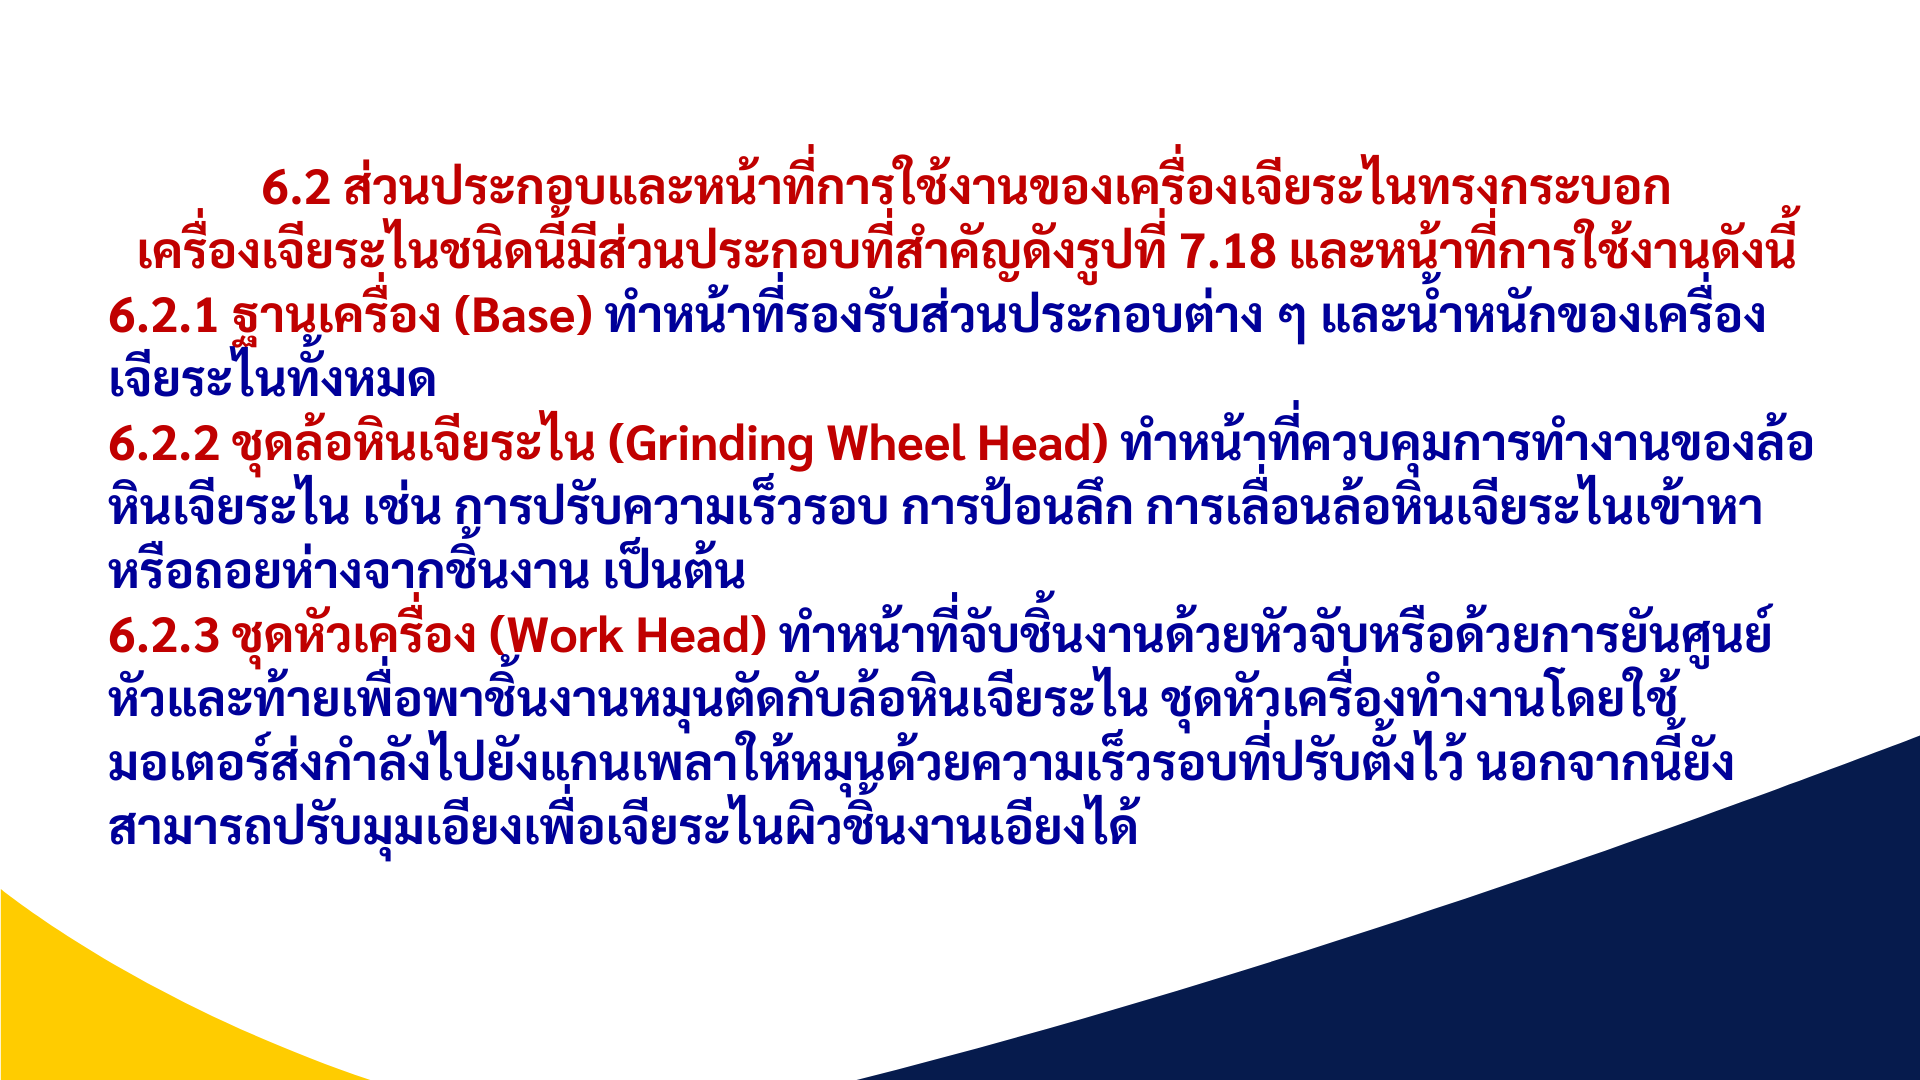 6.2 ส่วนประกอบและหน้าที่การใช้งานของเครื่องเจียระไนทรงกระบอก
เครื่องเจียระไนชนิดนี้มีส่วนประกอบที่สำคัญดังรูปที่ 7.18 และหน้าที่การใช้งานดังนี้
6.2.1 ฐานเครื่อง (Base) ทำหน้าที่รองรับส่วนประกอบต่าง ๆ และน้ำหนักของเครื่อง
เจียระไนทั้งหมด
6.2.2 ชุดล้อหินเจียระไน (Grinding Wheel Head) ทำหน้าที่ควบคุมการทำงานของล้อ
หินเจียระไน เช่น การปรับความเร็วรอบ การป้อนลึก การเลื่อนล้อหินเจียระไนเข้าหา
หรือถอยห่างจากชิ้นงาน เป็นต้น
6.2.3 ชุดหัวเครื่อง (Work Head) ทำหน้าที่จับชิ้นงานด้วยหัวจับหรือด้วยการยันศูนย์
หัวและท้ายเพื่อพาชิ้นงานหมุนตัดกับล้อหินเจียระไน ชุดหัวเครื่องทำงานโดยใช้
มอเตอร์ส่งกำลังไปยังแกนเพลาให้หมุนด้วยความเร็วรอบที่ปรับตั้งไว้ นอกจากนี้ยัง
สามารถปรับมุมเอียงเพื่อเจียระไนผิวชิ้นงานเอียงได้